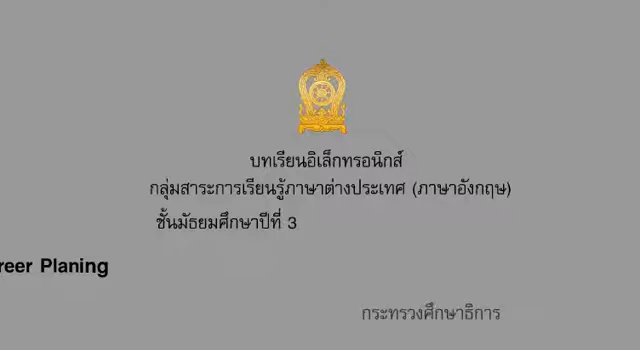 บทเรียนอิเล็กทรอนิกส์
กลุ่มสาระการเรียนรู้ภาษาต่างประเทศ (ภาษาอังกฤษ)
ชั้นมัธยมศึกษาปีที่ 3
reer Planing
กระทรวงศึกษาธิการ